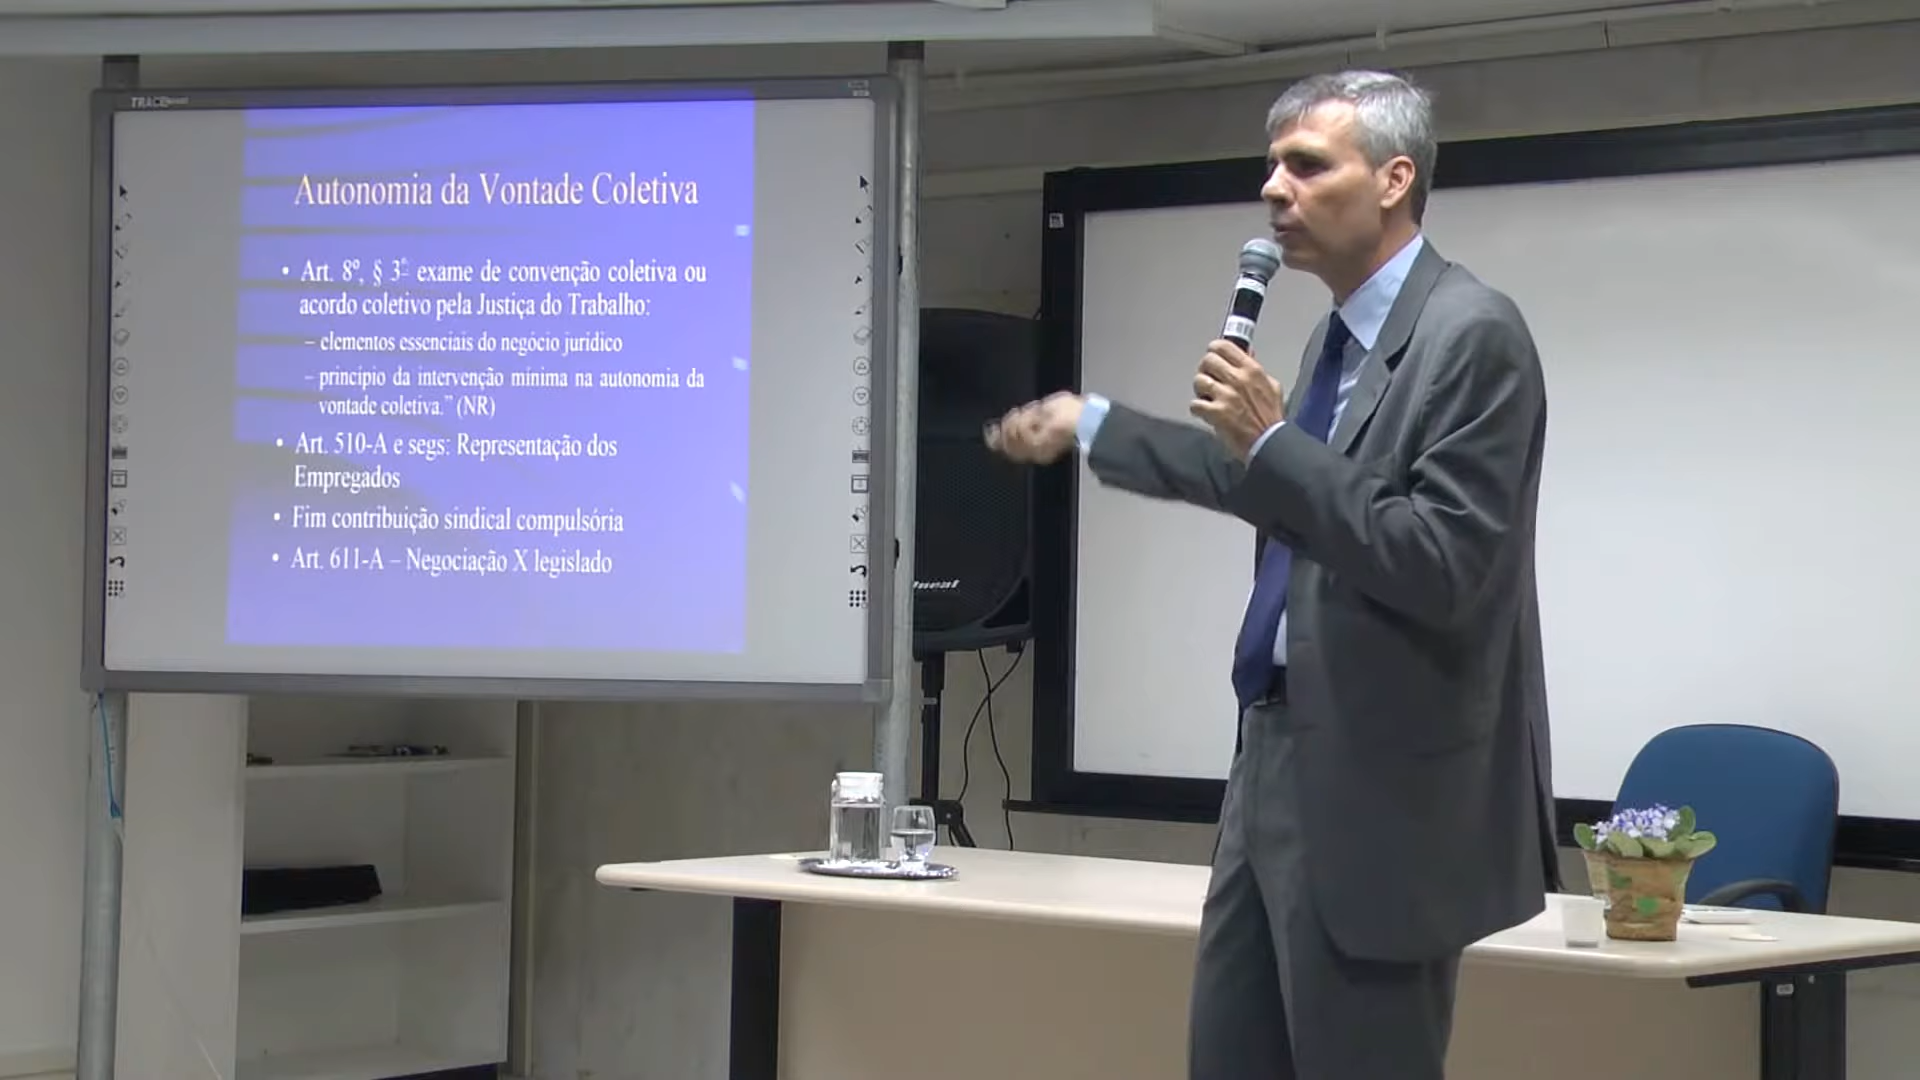 TRACE
Autonomia da Vontade Coletiva
• Art. 8º, § 3º exame de convenção coletiva ou
acordo coletivo pela Justiça do Trabalho:
– elementos essenciais do negócio jurídico
– princípio da intervenção mínima na autonomia da
vontade coletiva.” (NR)
• Art. 510-A e segs: Representação dos
Empregados
• Fim contribuição sindical compulsória
• Art. 611-A – Negociação X legislado